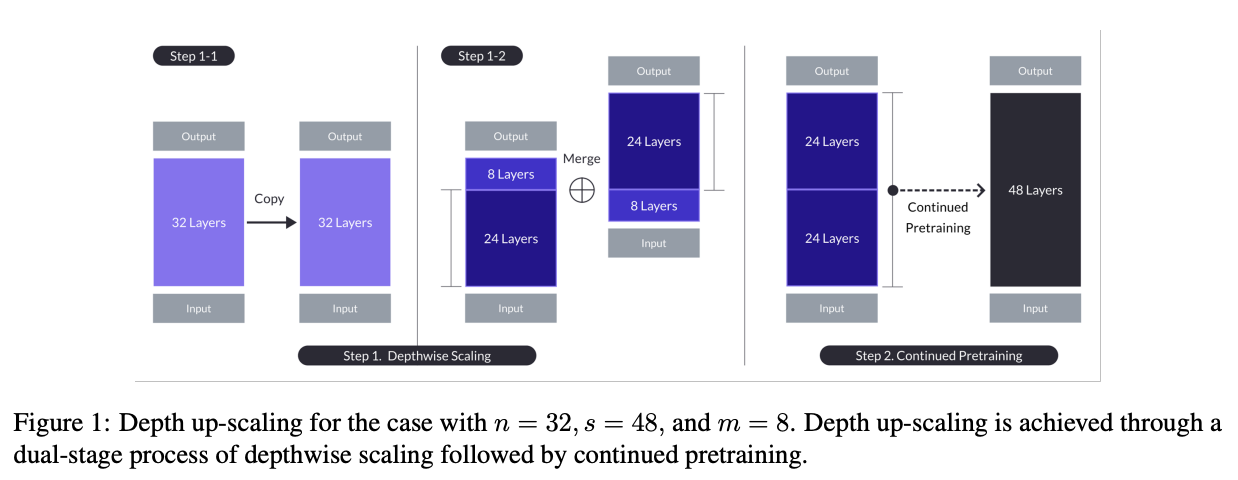 Step 1-1
Output
Output
32 Layers
Copy
32 Layers
Input
Input
Step 1-2
Output
8 Layers
24 Layers
Input
Merge
Output
24 Layers
8 Layers
Input
Step 1. Depthwise Scaling
Output
24 Layers
24 Layers
Input
Continued
Pretraining
Output
48 Layers
Input
Step 2. Continued Pretraining
Figure 1: Depth up-scaling for the case with n = 32, s = 48, and m = 8. Depth up-scaling is achieved through a
dual-stage process of depthwise scaling followed by continued pretraining.